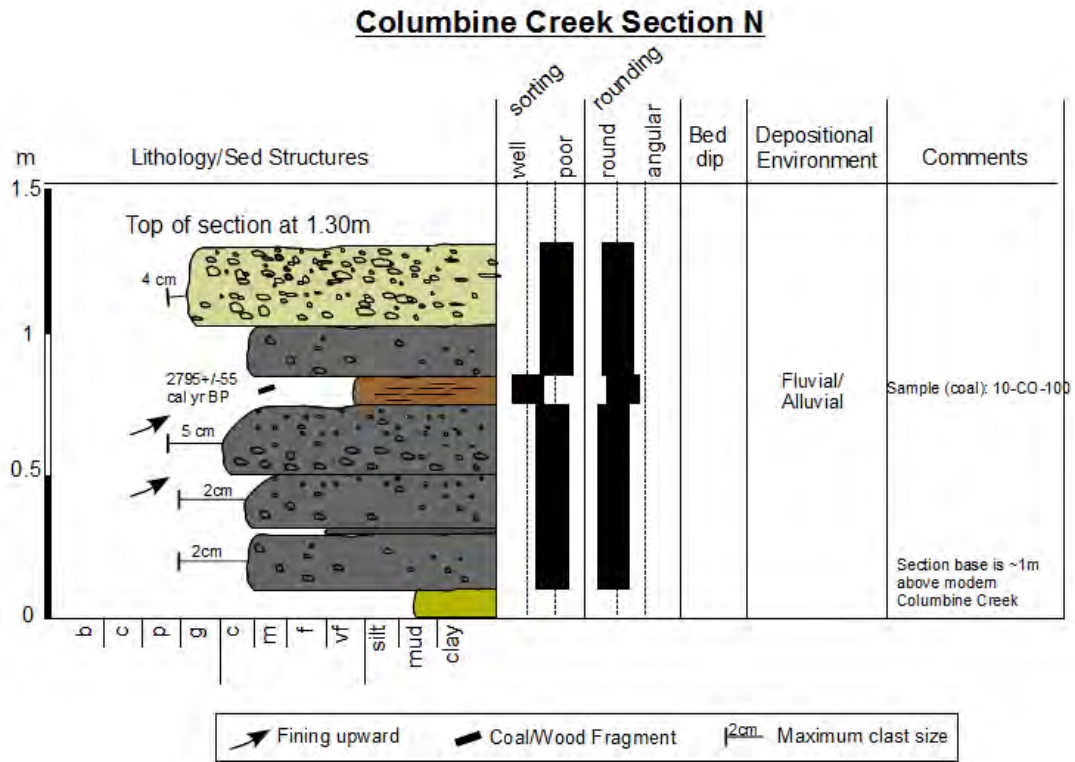 Columbine Creek Section N
sorting
rounding
well
poor
round
angular
m
Lithology/Sed Structures
Bed
dip
Depositional
Environment
Comments
1.5
Top of section at 1.30m
4 cm
1
2795+/-55
cal yr BP
Fluvial/
Alluvial
Sample (coal): 10-CO-100
5 cm
0.5
2cm
2cm
Section base is ~1m
above modern
Columbine Creek
0
b
c
p
g
c
m
f
vf
silt
mud
clay
Fining upward
Coal/Wood Fragment
2cm
Maximum clast size